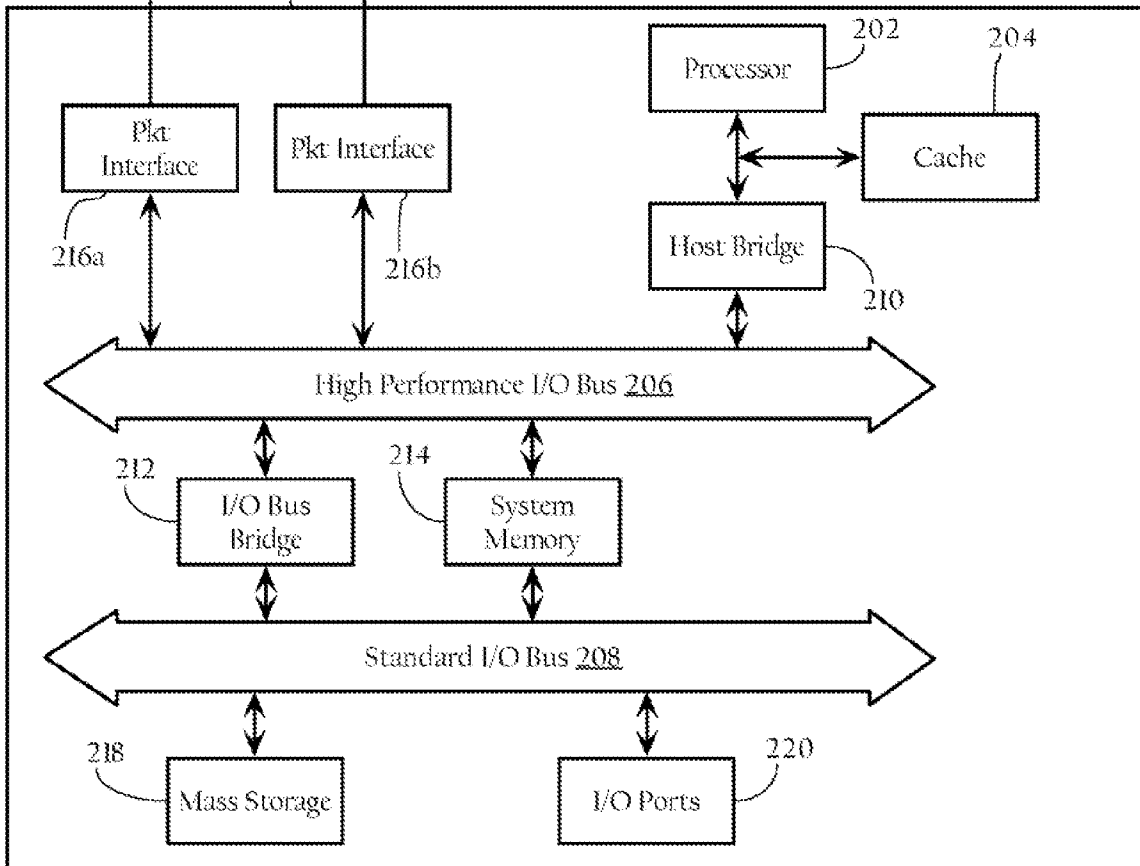 202
Processor
204
Cache
Pkt
Interface
Pkt Interface
216a
216b
Host Bridge
210
High Performance I/O Bus 206
212
I/O Bus
Bridge
214
System
Memory
Standard I/O Bus 208
218
Mass Storage
220
I/O Ports